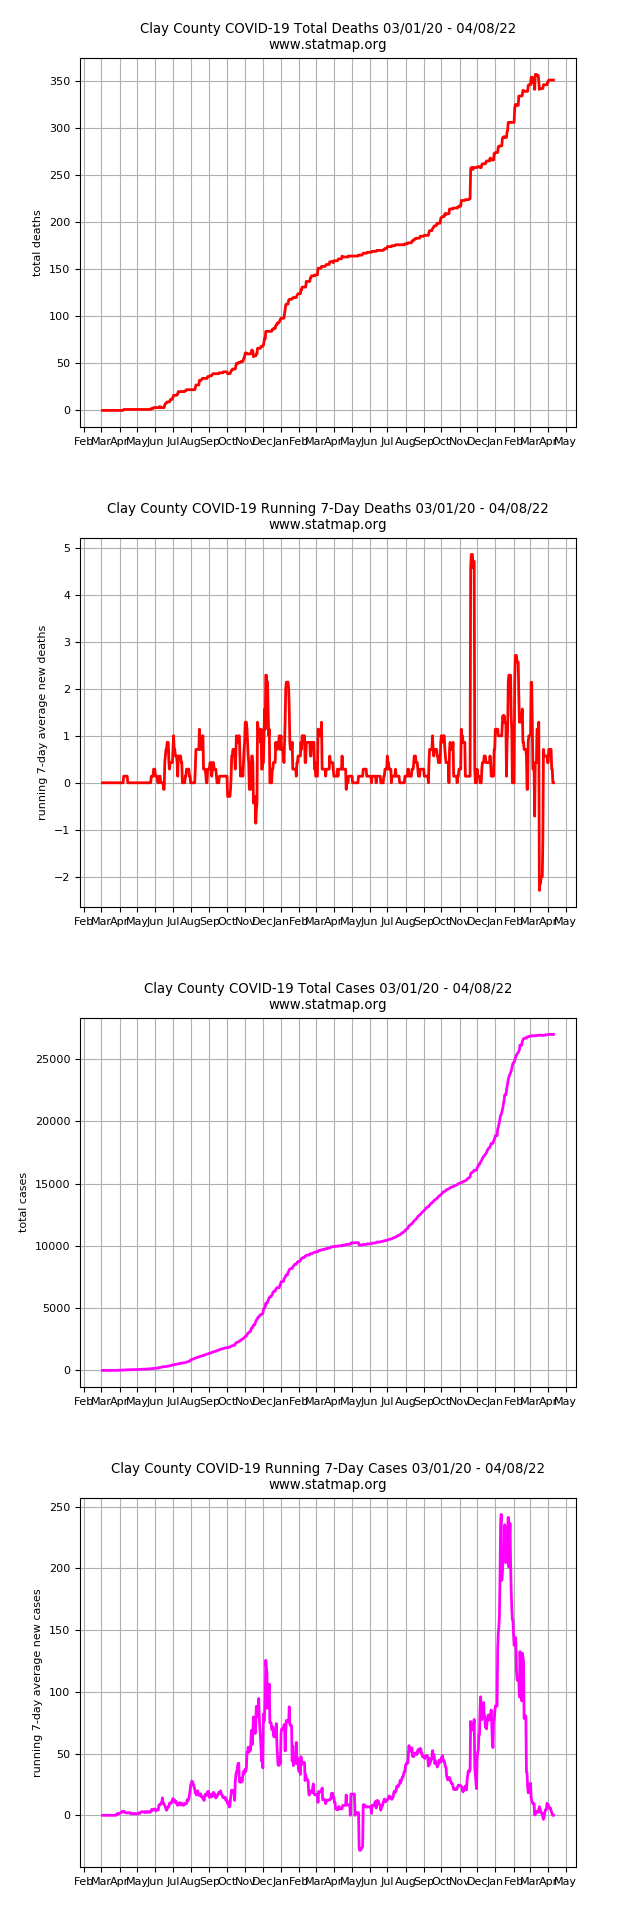 Clay County COVID-19 Total Deaths 03/01/20 - 04/08/22
www.statmap.org
350
300
250
200
150
100
50
0
total deaths
Feb Mar Apr May Jun Jul Aug Sep Oct Nov Dec Jan Feb Mar Apr May Jun Jul Aug Sep Oct Nov Dec Jan Feb Mar Apr May
Clay County COVID-19 Running 7-Day Deaths 03/01/20 - 04/08/22
www.statmap.org
5
4
3
2
1
0
−1
−2
running 7-day average new deaths
Feb Mar Apr May Jun Jul Aug Sep Oct Nov Dec Jan Feb Mar Apr May Jun Jul Aug Sep Oct Nov Dec Jan Feb Mar Apr May
Clay County COVID-19 Total Cases 03/01/20 - 04/08/22
www.statmap.org
25000
20000
15000
10000
5000
0
total cases
Feb Mar Apr May Jun Jul Aug Sep Oct Nov Dec Jan Feb Mar Apr May Jun Jul Aug Sep Oct Nov Dec Jan Feb Mar Apr May
Clay County COVID-19 Running 7-Day Cases 03/01/20 - 04/08/22
www.statmap.org
250
200
150
100
50
0
running 7-day average new cases
Feb Mar Apr May Jun Jul Aug Sep Oct Nov Dec Jan Feb Mar Apr May Jun Jul Aug Sep Oct Nov Dec Jan Feb Mar Apr May